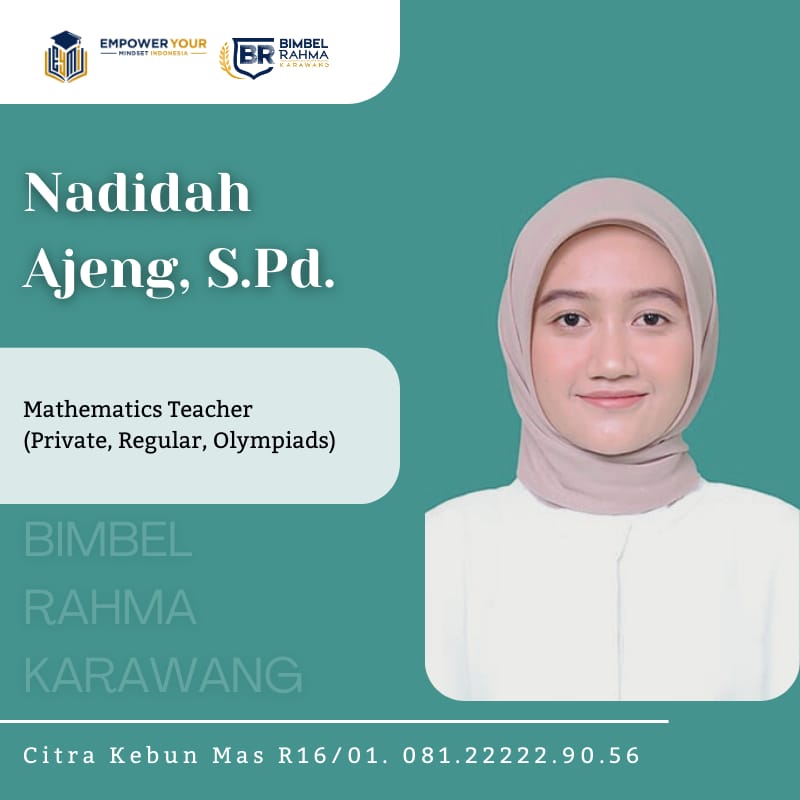 EMPOWER YOUR
MINDSET INDONESIA
BR
BIMBEL
RAHMA
KARAWANG
Nadidah
Ajeng, S.Pd.
Mathematics Teacher
(Private, Regular, Olympiads)
BIMBEL
RAHMA
KARAWANG
Citra Kebun Mas R16/01. 081.22222.90.56